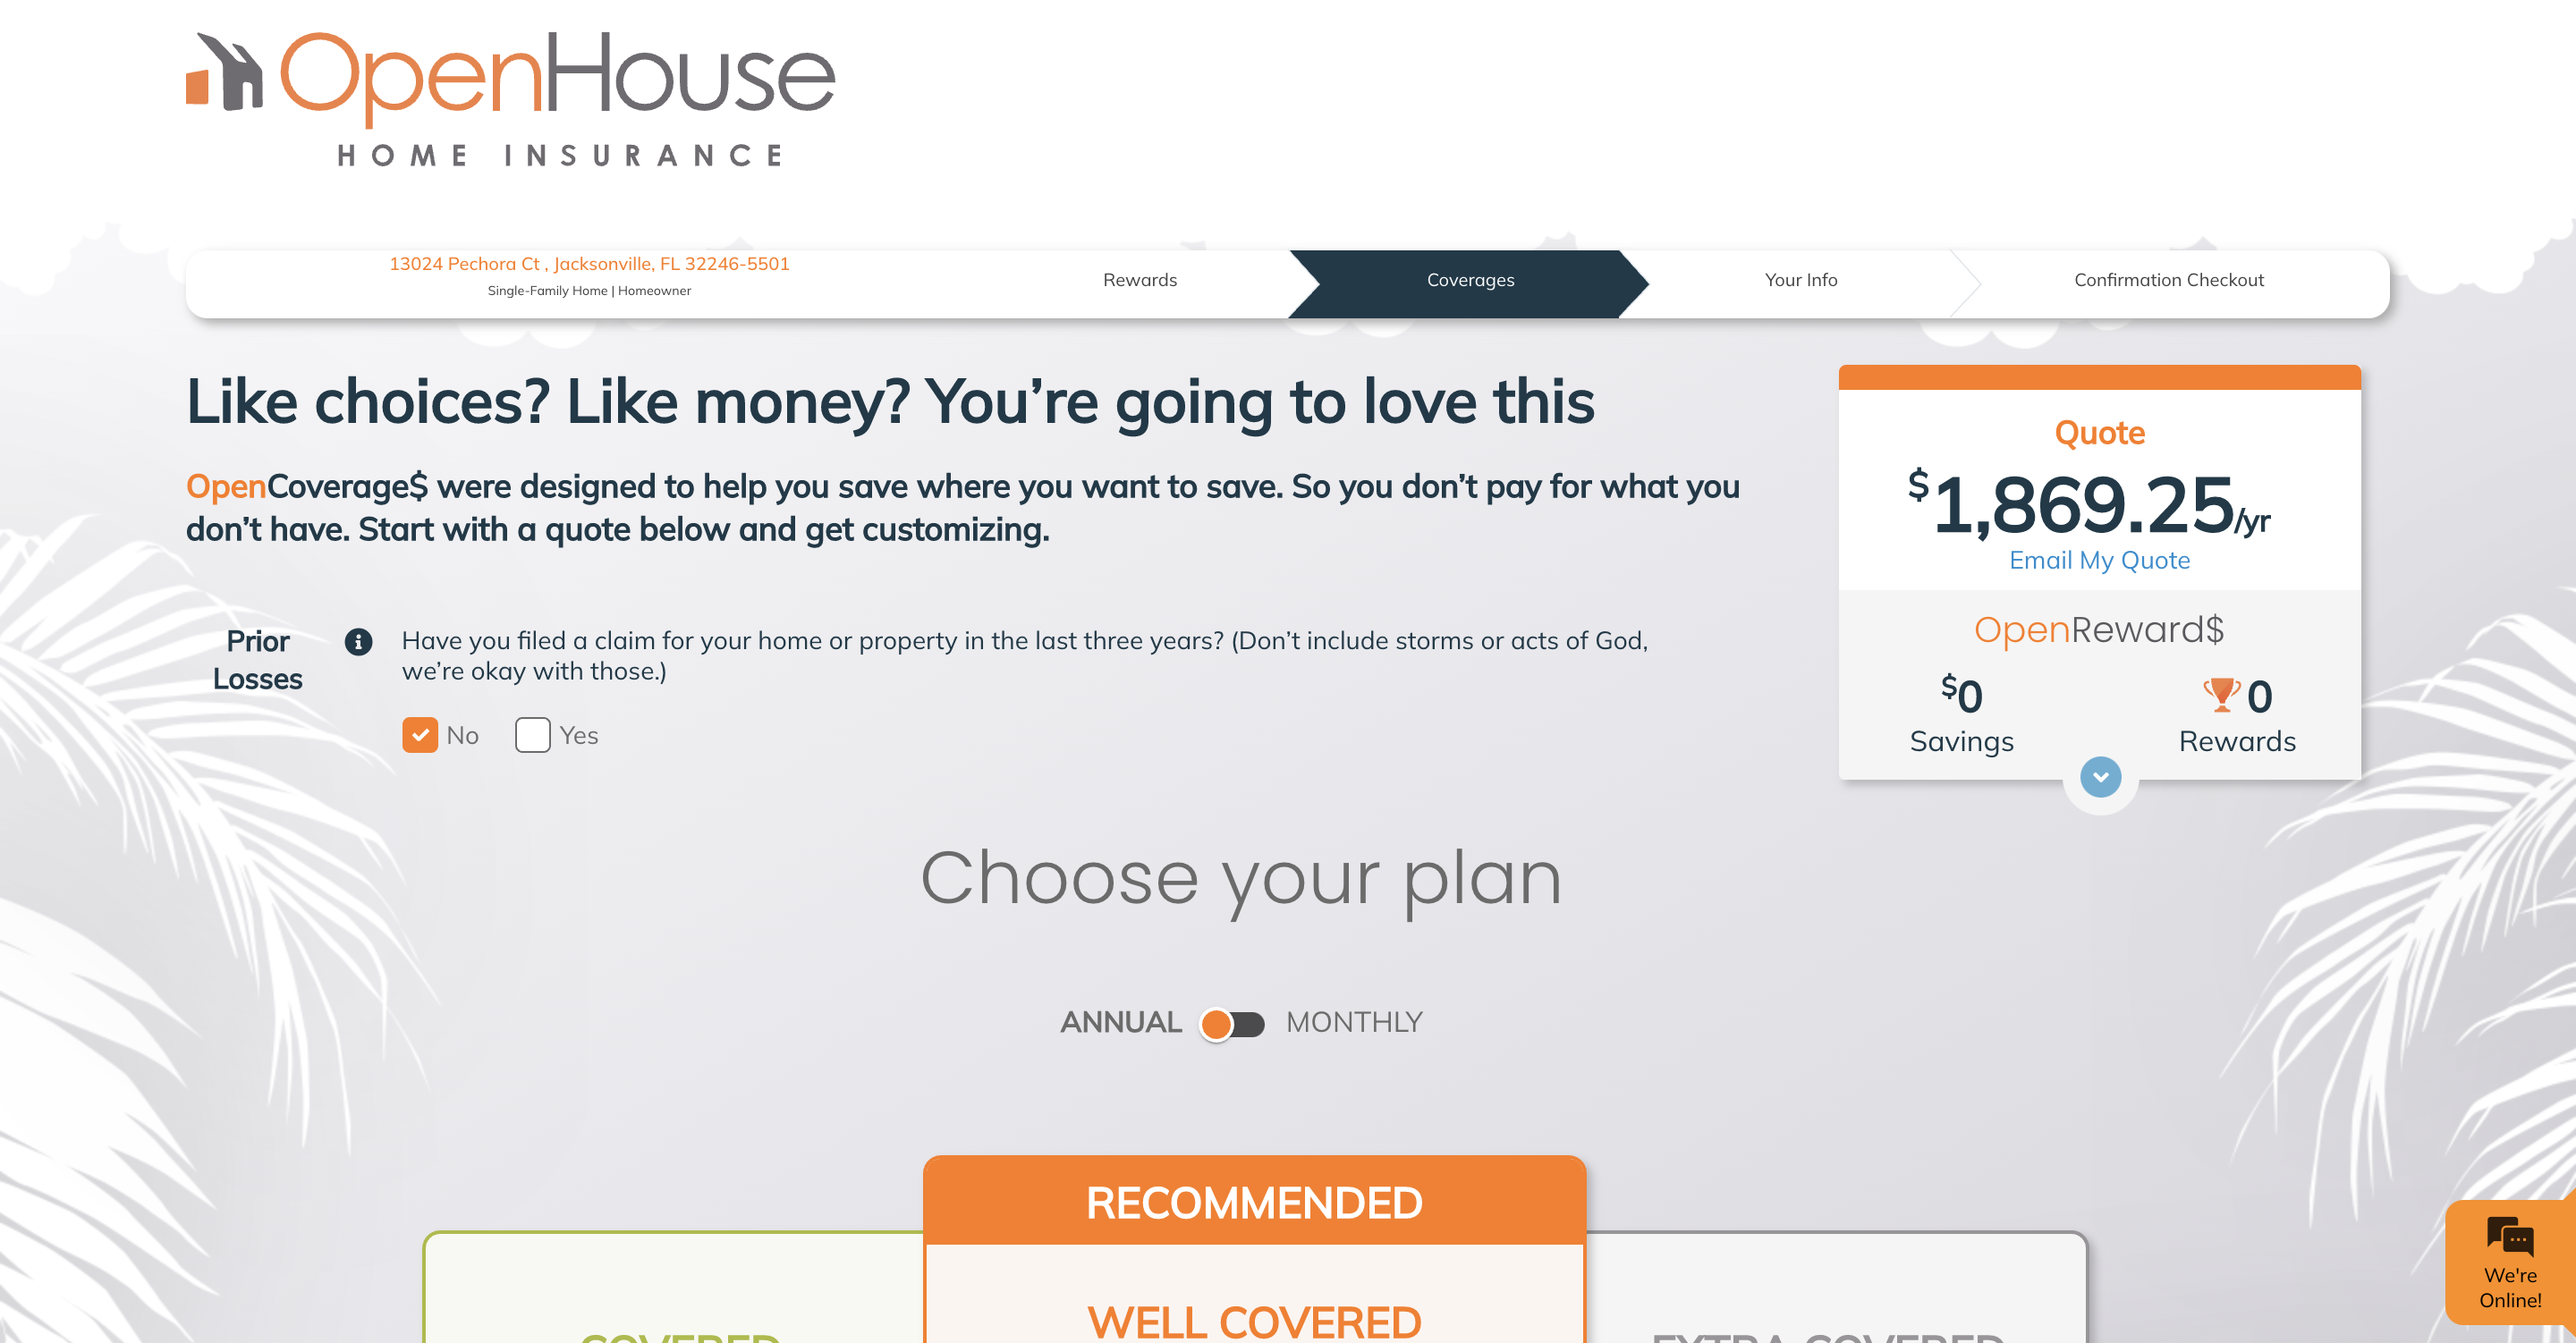 OpenHouse
HOME INSURANCE
13024 Pechora Ct , Jacksonville, FL 32246-5501
Single-Family Home | Homeowner
Rewards
Coverages
Your Info
Confirmation Checkout
Like choices? Like money? You’re going to love this
OpenCoverage$ were designed to help you save where you want to save. So you don’t pay for what you
don’t have. Start with a quote below and get customizing.
Quote
$1,869.25/yr
Email My Quote
OpenReward$
$0
Savings
0
Rewards
Prior
Losses
Have you filed a claim for your home or property in the last three years? (Don’t include storms or acts of God,
we’re okay with those.)
No
Yes
Choose your plan
ANNUAL
MONTHLY
RECOMMENDED
COVERED
WELL COVERED
EXTRA COVERED
We're
Online!